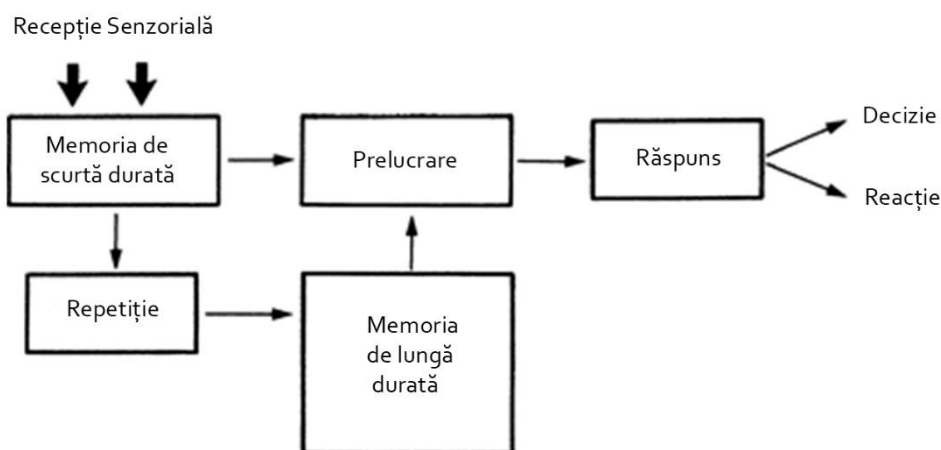 Recepție Senzorială
Memoria de
scurtă durată
Prelucrare
Răspuns
Decizie
Reacție
Repetiție
Memoria
de lungă
durată